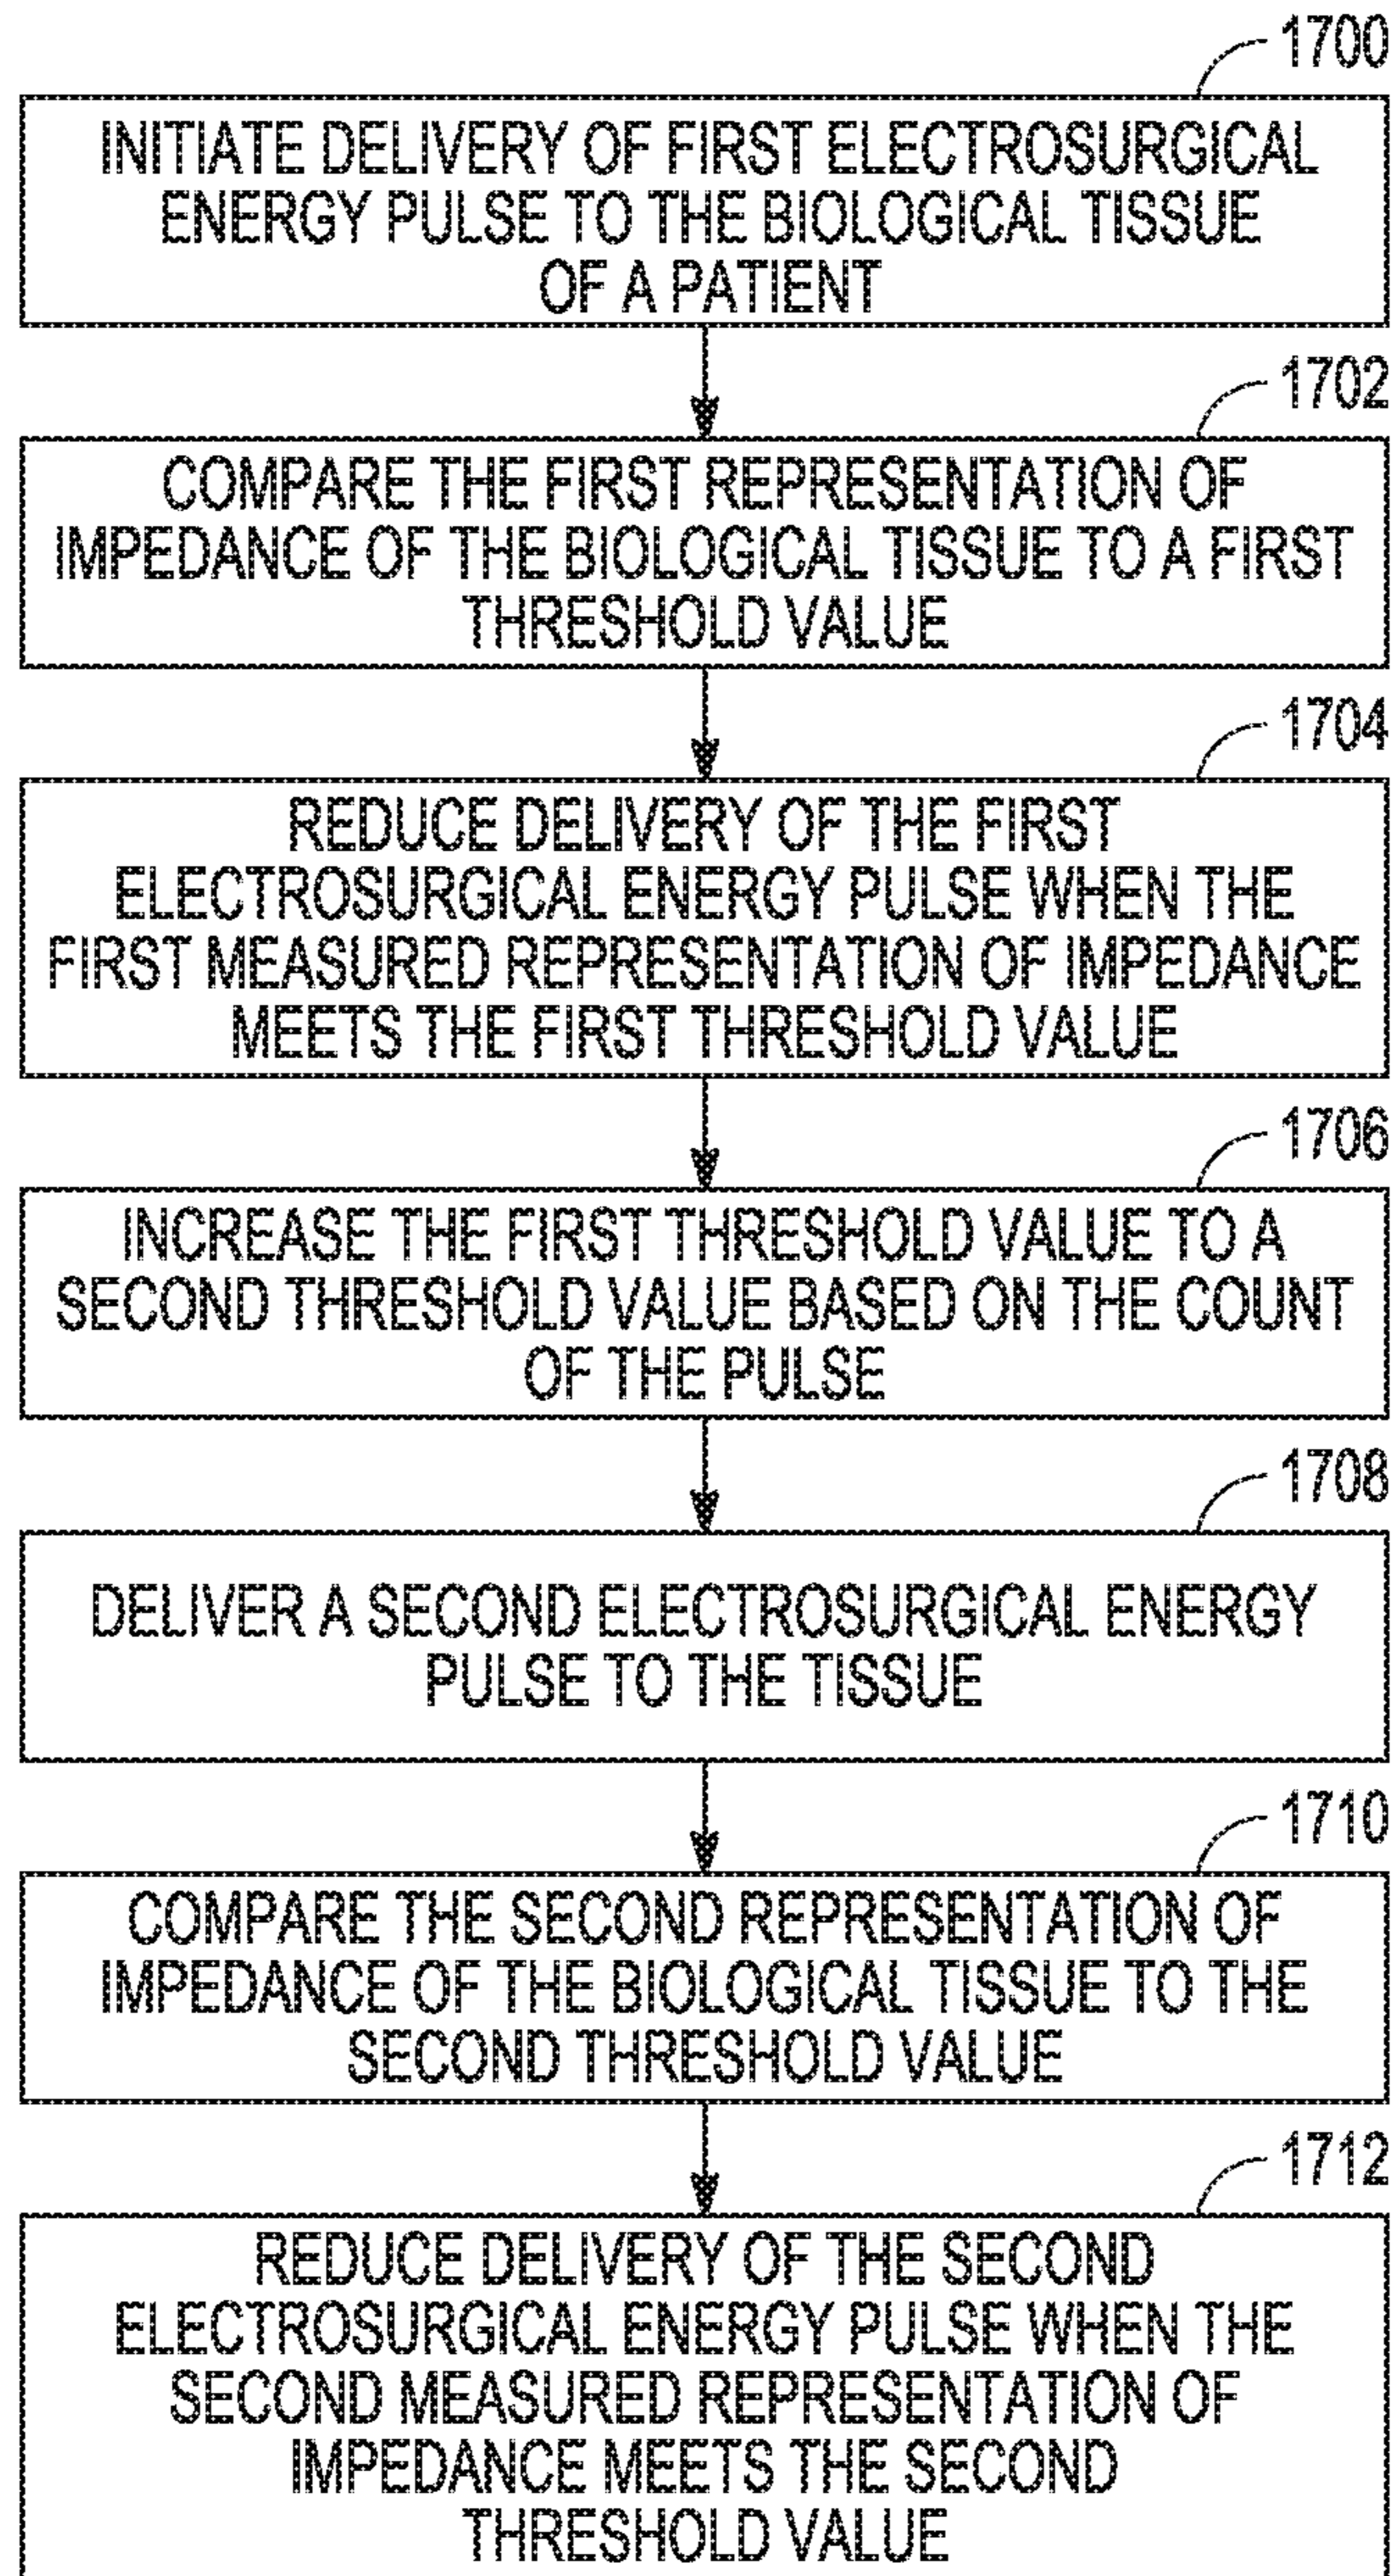 1700
INITIATE DELIVERY OF FIRST ELECTROSURGICAL
ENERGY PULSE TO THE BIOLOGICAL TISSUE
OF A PATIENT
1702
COMPARE THE FIRST REPRESENTATION OF
IMPEDANCE OF THE BIOLOGICAL TISSUE TO A FIRST
THRESHOLD VALUE
1704
REDUCE DELIVERY OF THE FIRST
ELECTROSURGICAL ENERGY PULSE WHEN THE
FIRST MEASURED REPRESENTATION OF IMPEDANCE
MEETS THE FIRST THRESHOLD VALUE
1706
INCREASE THE FIRST THRESHOLD VALUE TO A
SECOND THRESHOLD VALUE BASED ON THE COUNT
OF THE PULSE
1708
DELIVER A SECOND ELECTROSURGICAL ENERGY
PULSE TO THE TISSUE
1710
COMPARE THE SECOND REPRESENTATION OF
IMPEDANCE OF THE BIOLOGICAL TISSUE TO THE
SECOND THRESHOLD VALUE
1712
REDUCE DELIVERY OF THE SECOND
ELECTROSURGICAL ENERGY PULSE WHEN THE
SECOND MEASURED REPRESENTATION OF
IMPEDANCE MEETS THE SECOND
THRESHOLD VALUE